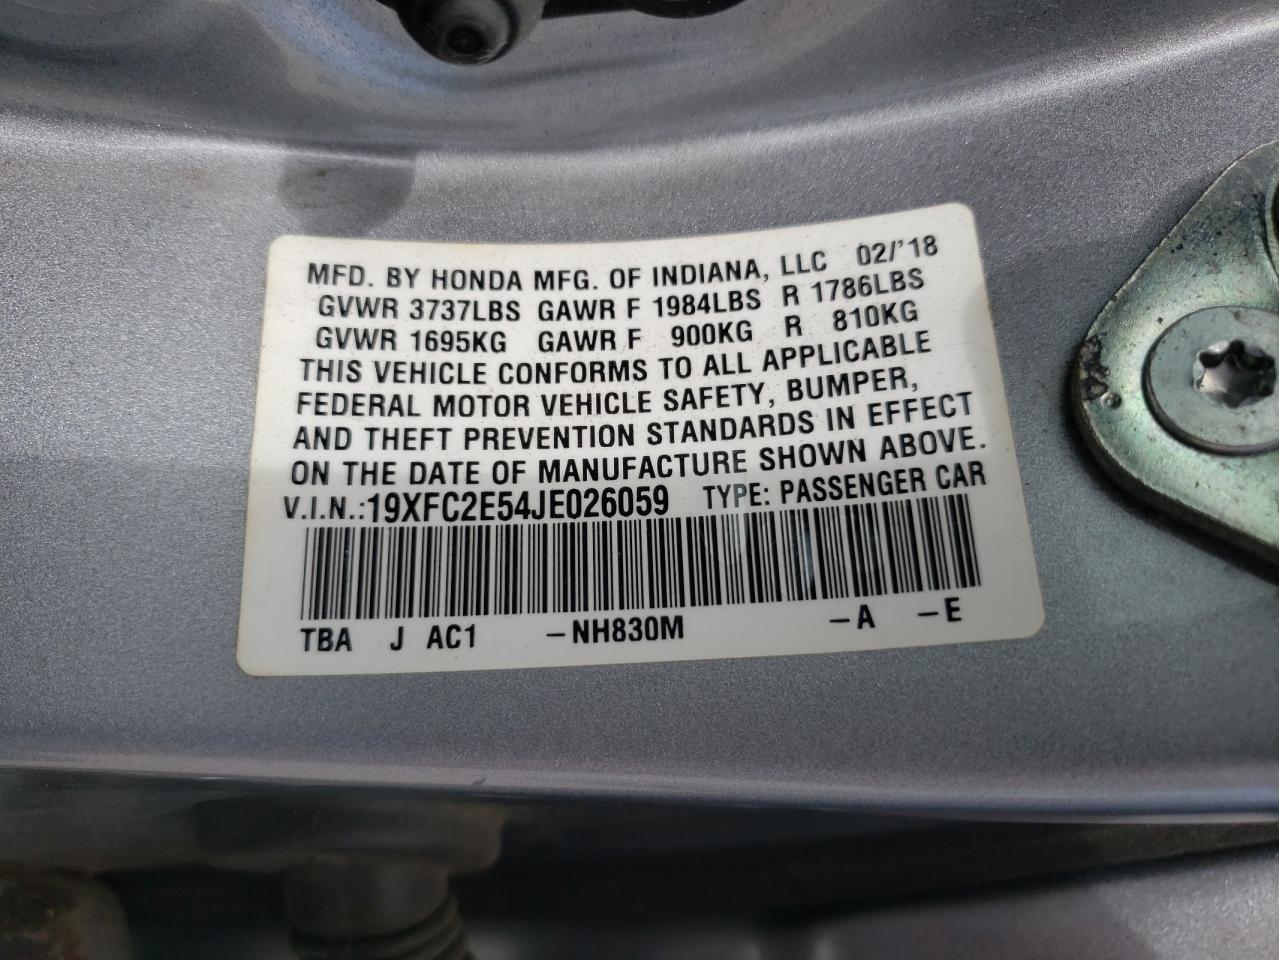 MFD. BY HONDA MFG. OF INDIANA, LLC 02/'18
GVWR 3737LBS GAWR F 1984LBS R 1786LBS
GVWR 1695KG GAWR F 900KG R 810KG
THIS VEHICLE CONFORMS TO ALL APPLICABLE
FEDERAL MOTOR VEHICLE SAFETY, BUMPER,
AND THEFT PREVENTION STANDARDS IN EFFECT
ON THE DATE OF MANUFACTURE SHOWN ABOVE.
V.I.N.:19XFC2E54JE026059 TYPE: PASSENGER CAR
TBA J AC1 -NH830M -A -E